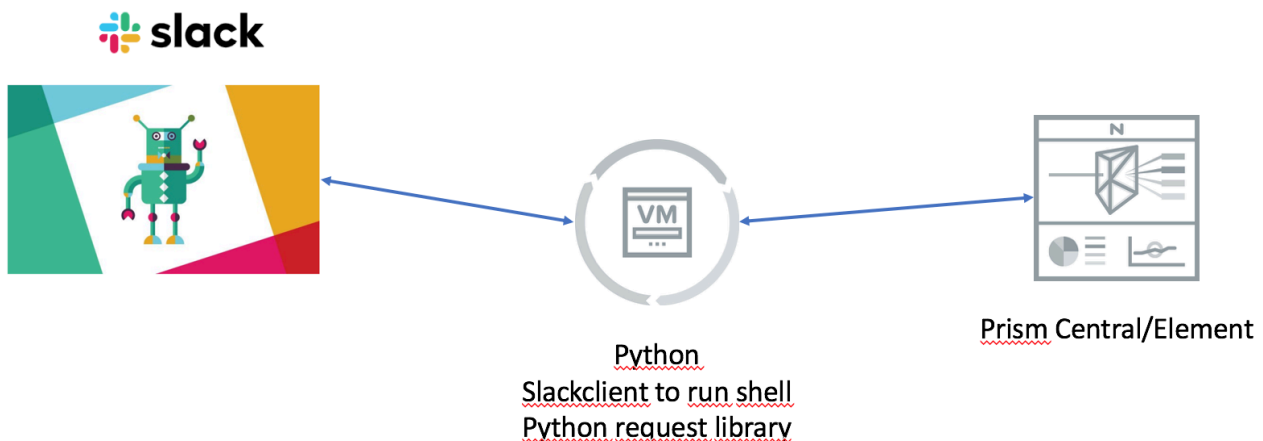 slack
N
VM
Prism Central/Element
Python
Slackclient to run shell
Python request library